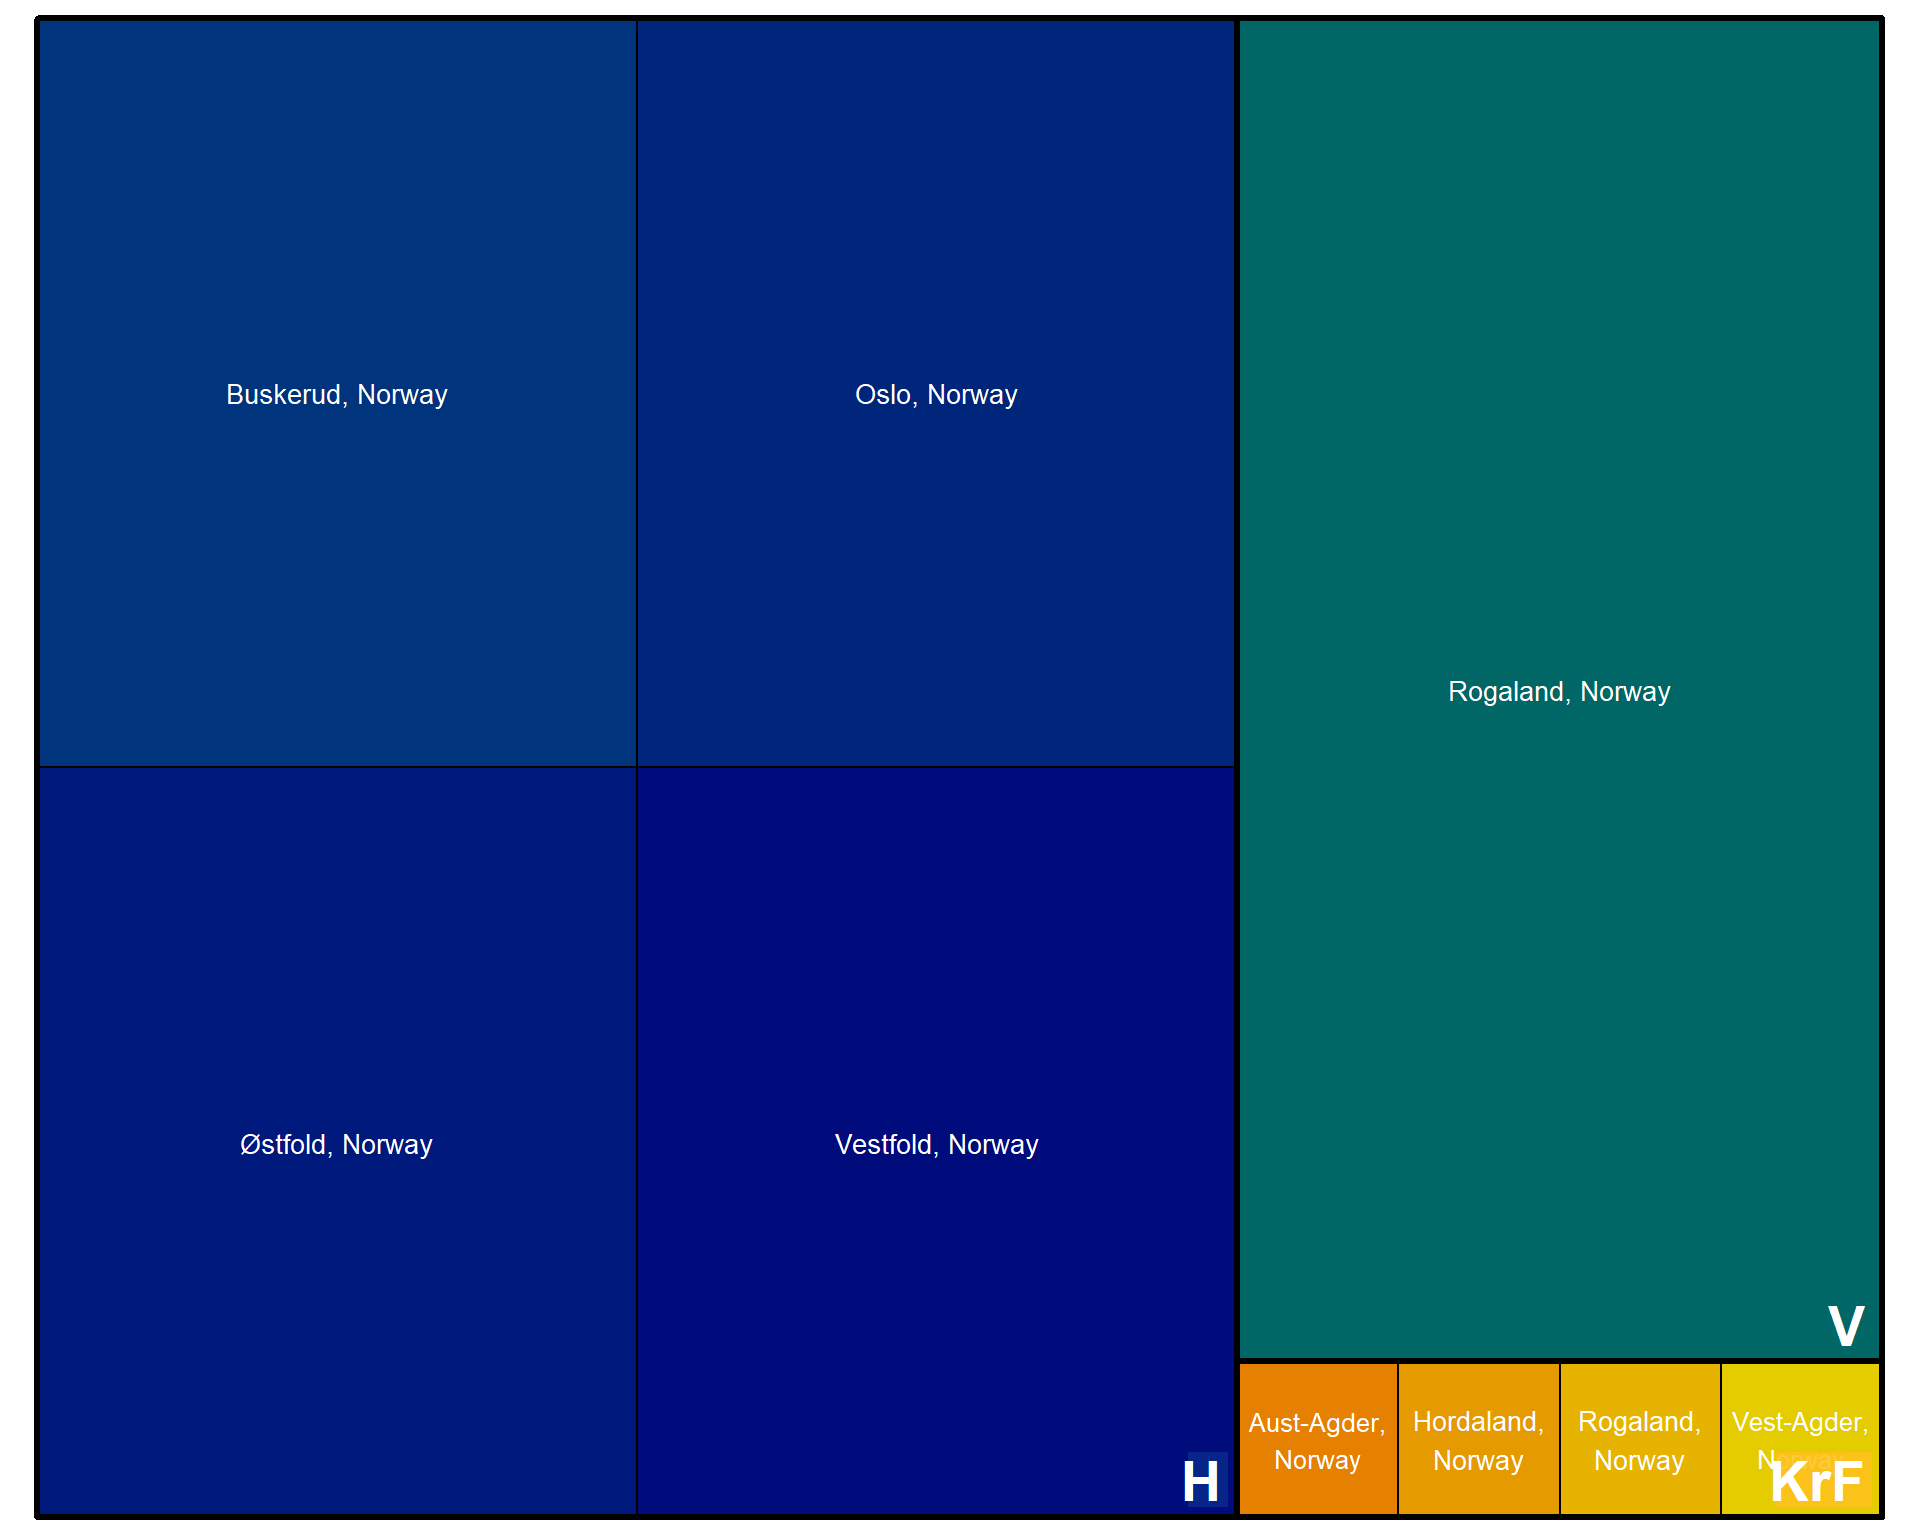 Buskerud, Norway
Oslo, Norway
Rogaland, Norway
Østfold, Norway
Vestfold, Norway
H
V
Aust-Agder,
Norway
Hordaland,
Norway
Rogaland,
Norway
Vest-Agder,
Norway
KrF